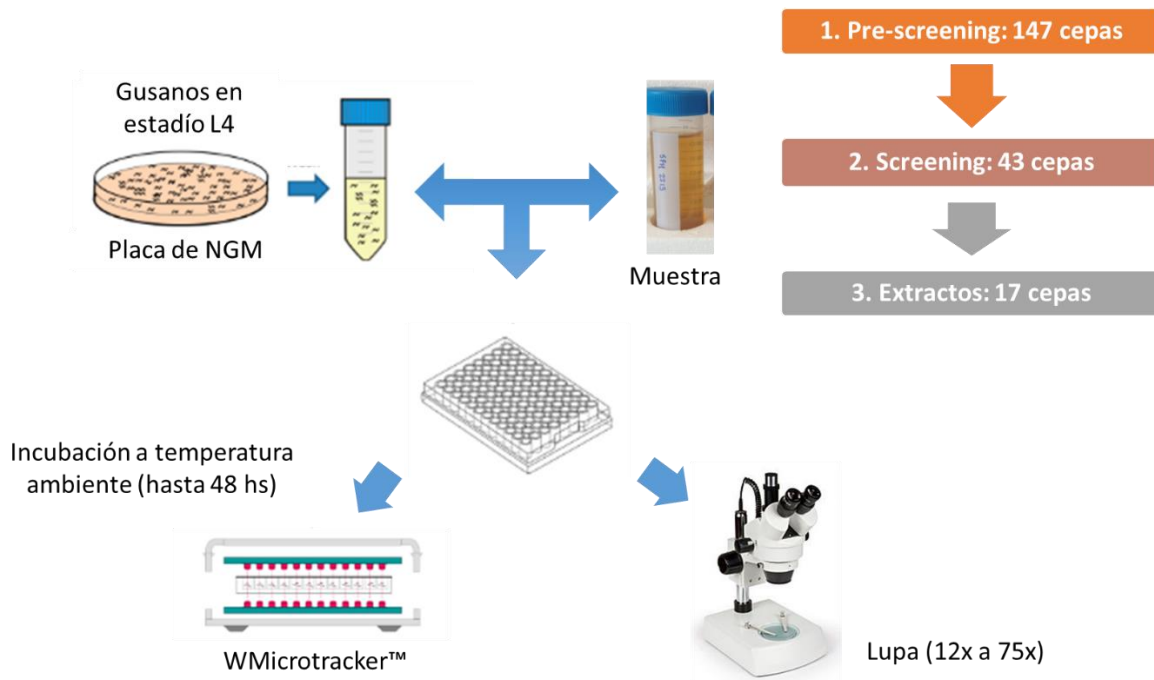 1. Pre-screening: 147 cepas
Gusanos en
estadío L4
2. Screening: 43 cepas
Placa de NGM
Muestra
3. Extractos: 17 cepas
Incubación a temperatura
ambiente (hasta 48 hs)
WMicrotracker™
Lupa (12x a 75x)